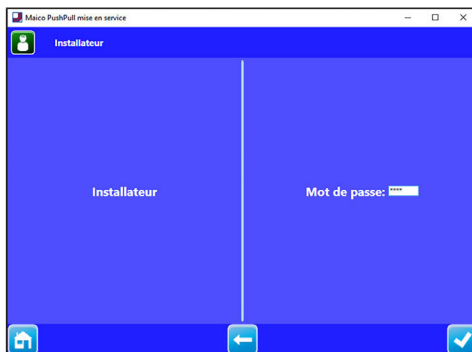 Maico PushPull mise en service
Installateur
Installateur
Mot de passe: ****